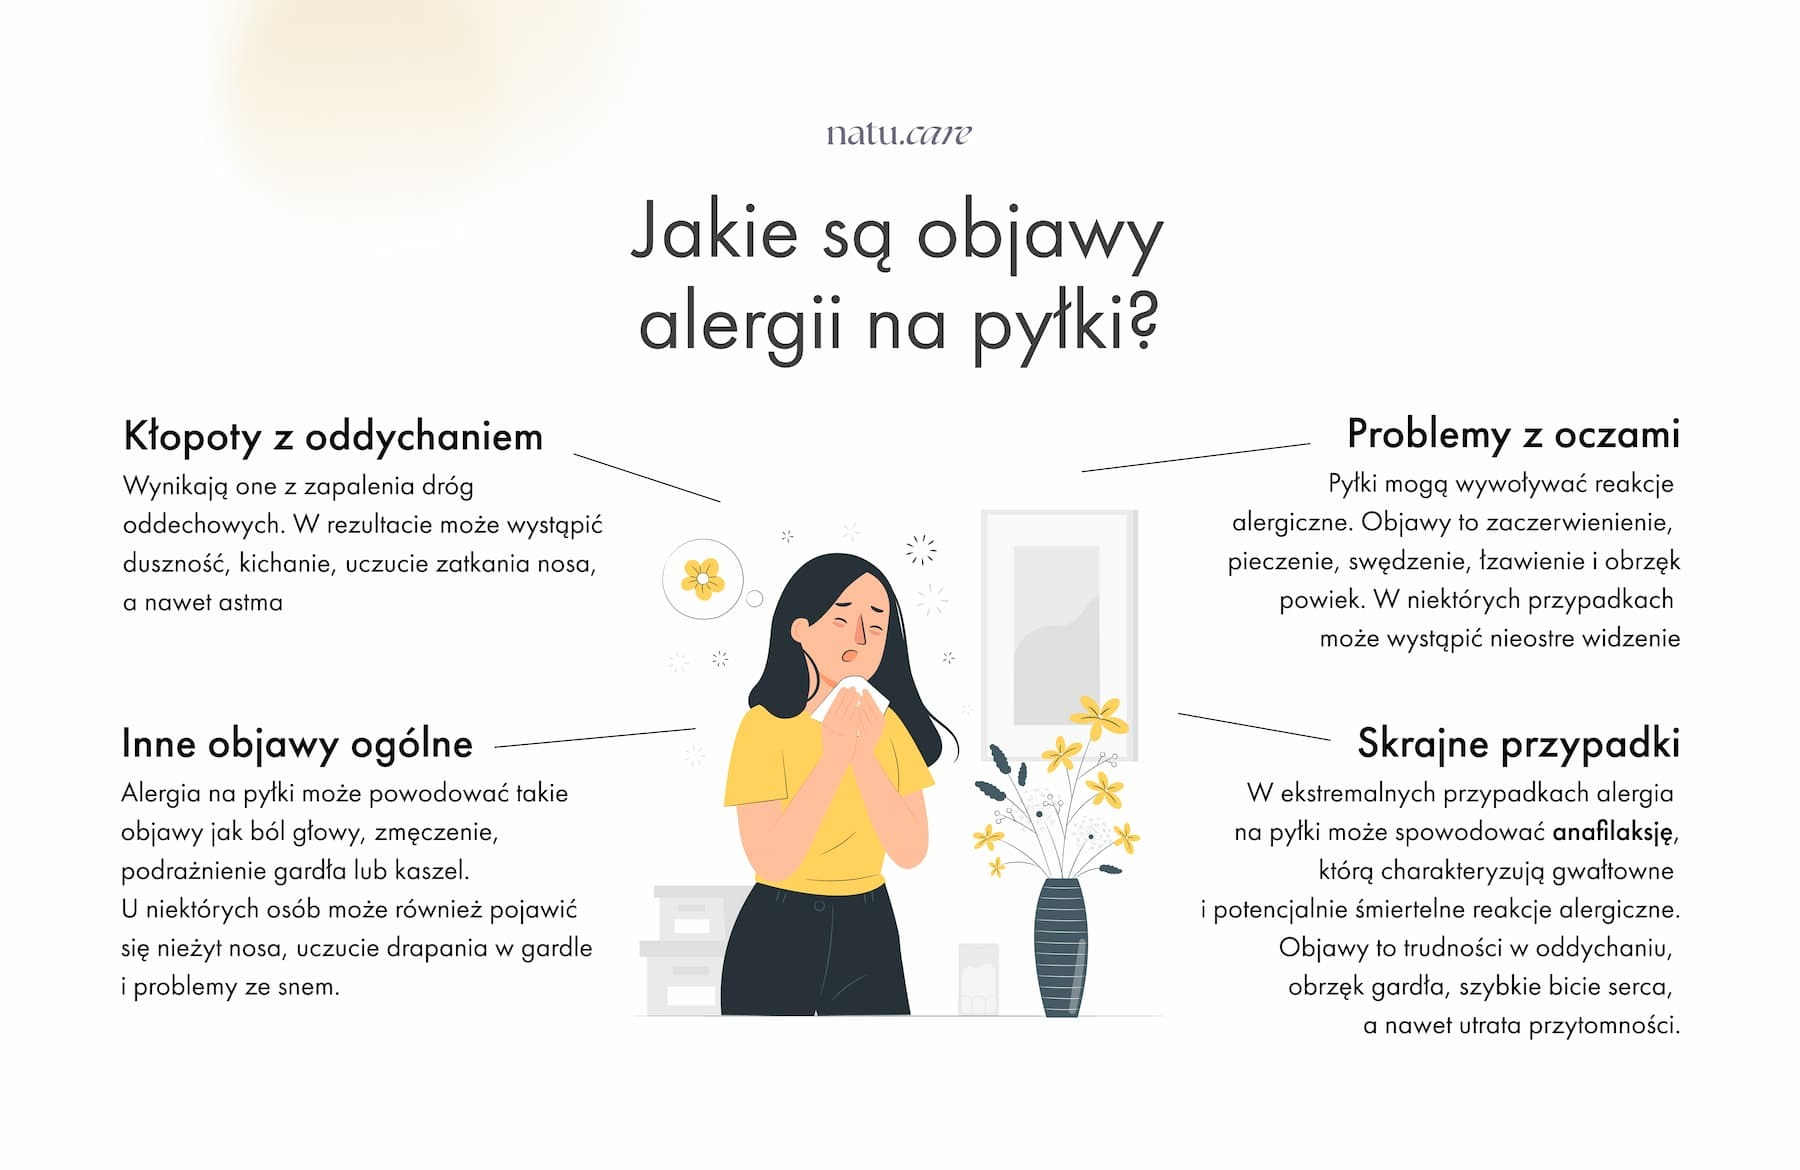 natu.care
Jakie są objawy
alergii na pyłki?
Kłopoty z oddychaniem
Wynikają one z zapalenia dróg
oddechowych. W rezultacie może wystąpić
duszność, kichanie, uczucie zatkania nosa,
a nawet astma
Problemy z oczami
Pyłki mogą wywoływać reakcje
alergiczne. Objawy to zaczerwienienie,
pieczenie, swędzenie, łzawienie i obrzęk
powiek. W niektórych przypadkach
może wystąpić nieostre widzenie
Inne objawy ogólne
Alergia na pyłki może powodować takie
objawy jak ból głowy, zmęczenie,
podrażnienie gardła lub kaszel.
U niektórych osób może również pojawić
się nieżyt nosa, uczucie drapania w gardle
i problemy ze snem.
Skrajne przypadki
W ekstremalnych przypadkach alergia
na pyłki może spowodować anafilaksję,
którą charakteryzują gwałtowne
i potencjalnie śmiertelne reakcje alergiczne.
Objawy to trudności w oddychaniu,
obrzęk gardła, szybkie bicie serca,
a nawet utrata przytomności.